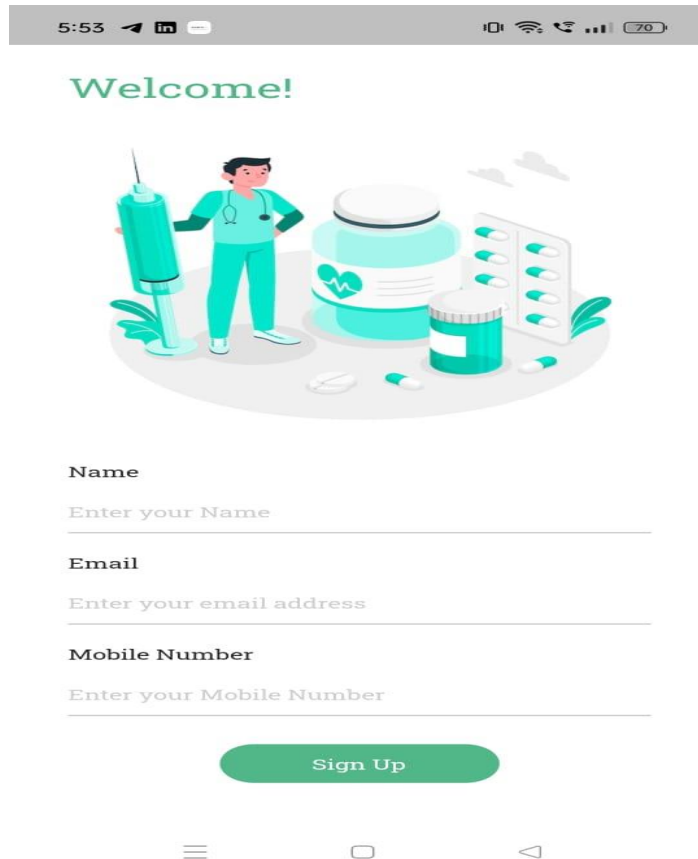 5:53
70
Welcome!
Name
Enter your Name
Email
Enter your email address
Mobile Number
Enter your Mobile Number
Sign Up